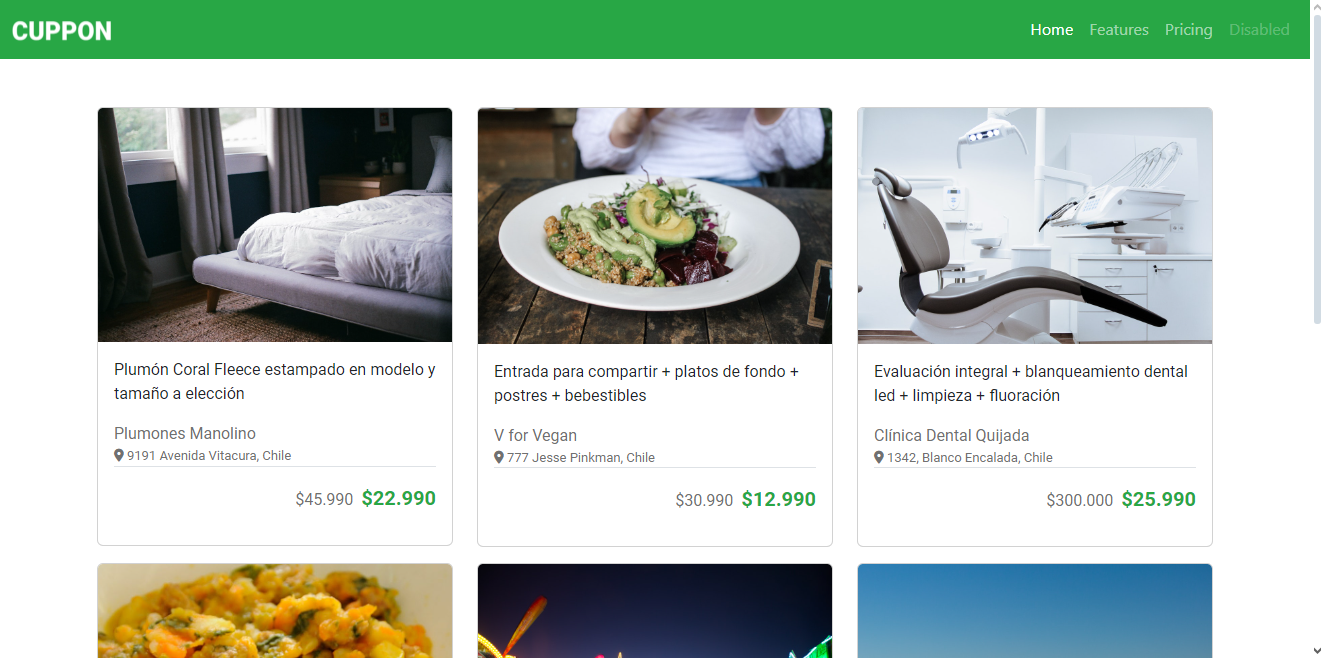 CUPPON
Home Features Pricing Disabled
Plumón Coral Fleece estampado en modelo y
tamaño a elección
Plumones Manolino
9191 Avenida Vitacura, Chile
$45.990 $22.990
Entrada para compartir + platos de fondo +
postres + bebestibles
V for Vegan
777 Jesse Pinkman, Chile
$30.990 $12.990
Evaluación integral + blanqueamiento dental
led + limpieza + fluoración
Clínica Dental Quijada
1342, Blanco Encalada, Chile
$300.000 $25.990